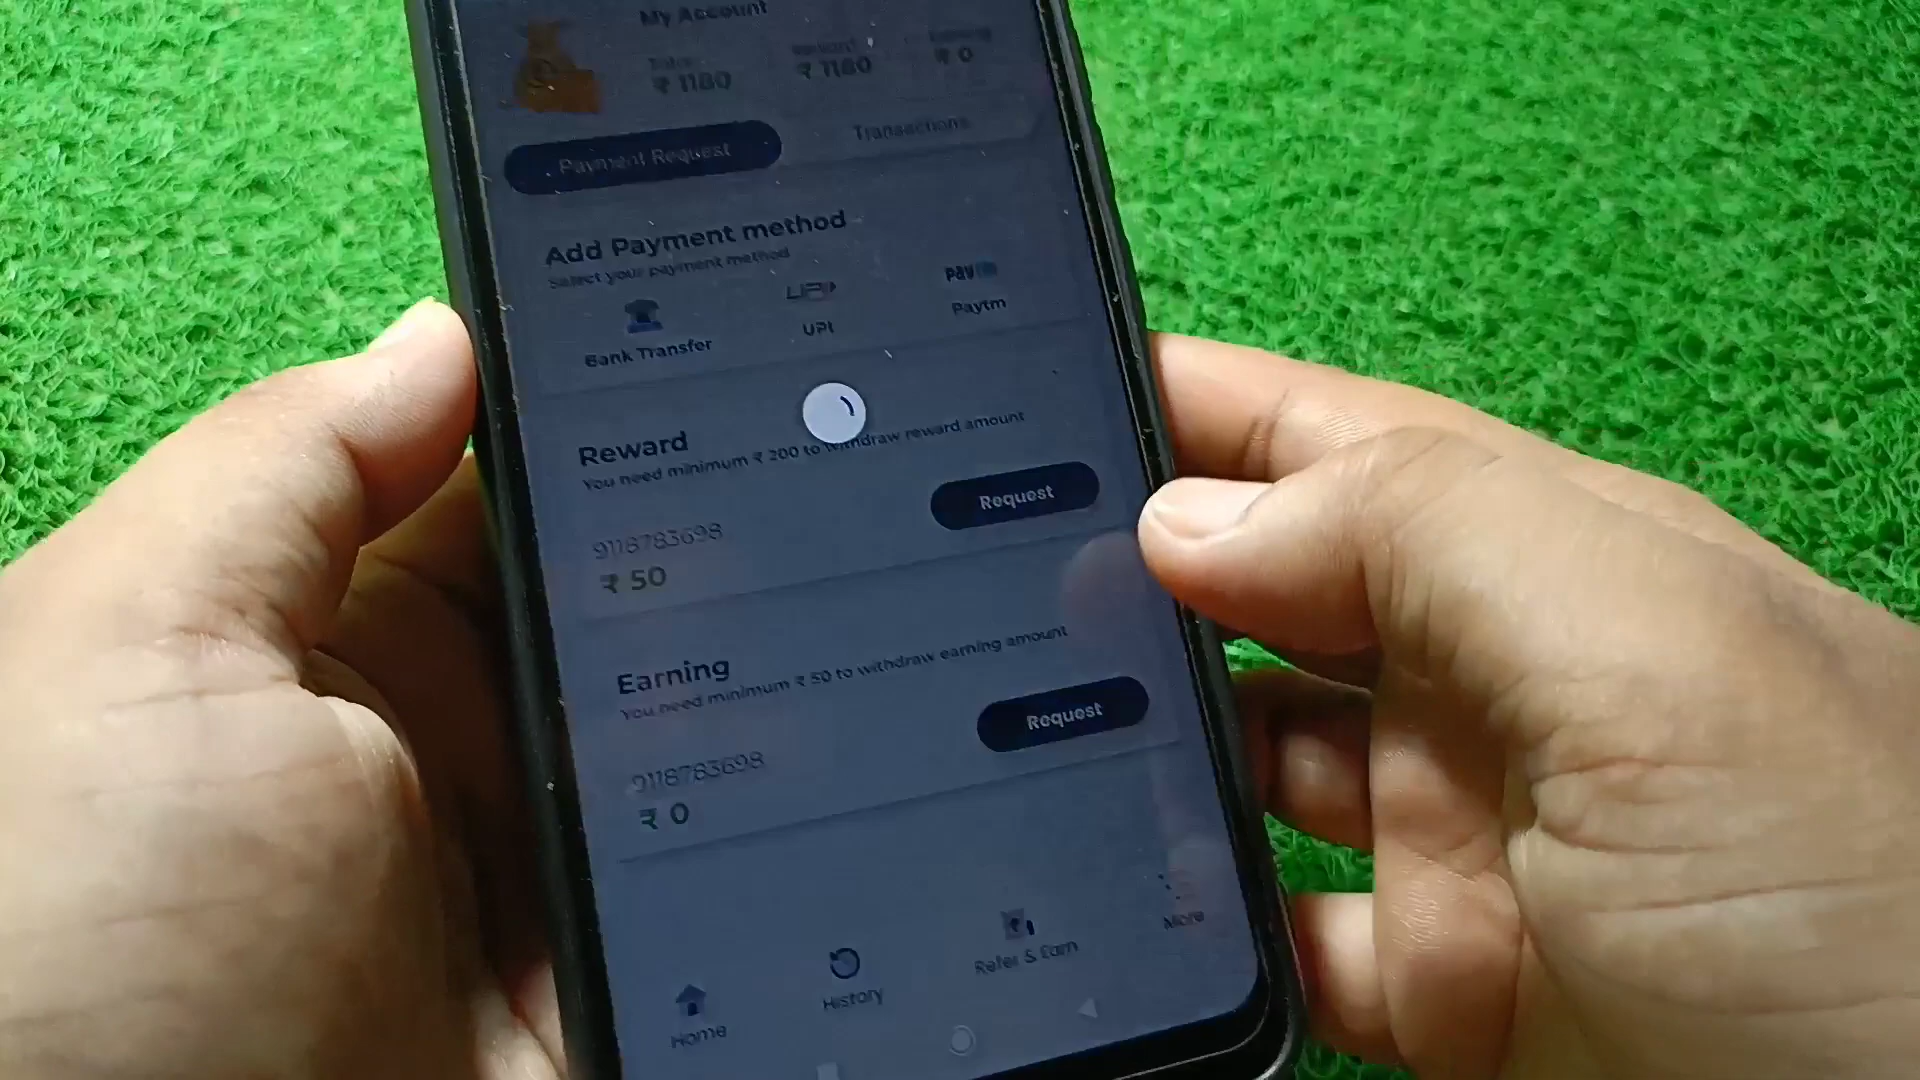 My Account
₹ 1180
₹ 1180
₹ 0
Payment Request
Transactions
Add Payment method
Select your payment method
UPI
Bank Transfer
UPI
Paytm
Reward
You need minimum ₹ 200 to withdraw reward amount
Request
9118783698
₹ 50
Earning
You need minimum ₹ 50 to withdraw earning amount
Request
9118783698
₹ 0
Home
History
Refer & Earn
More